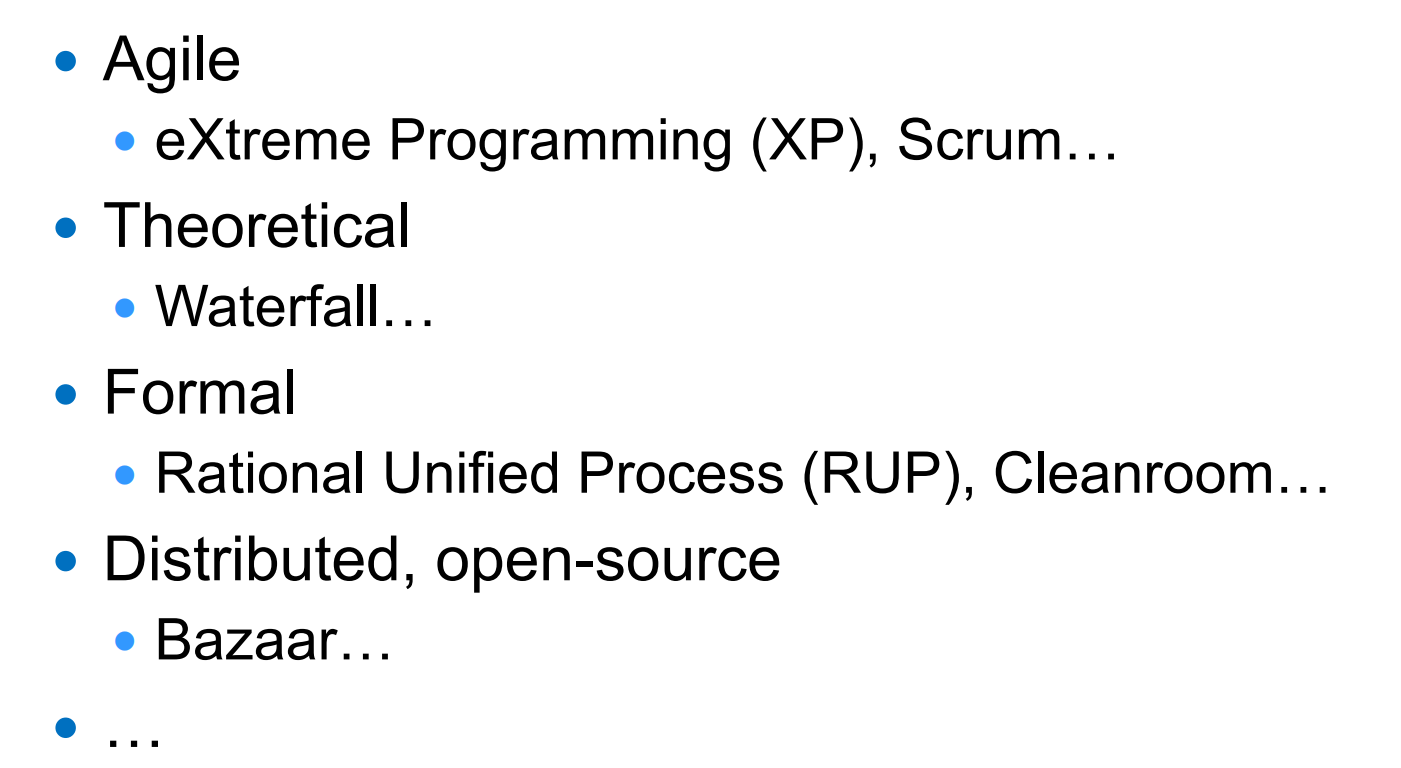 • Agile
• eXtreme Programming (XP), Scrum…
• Theoretical
• Waterfall…
• Formal
• Rational Unified Process (RUP), Cleanroom…
• Distributed, open-source
• Bazaar…
• …